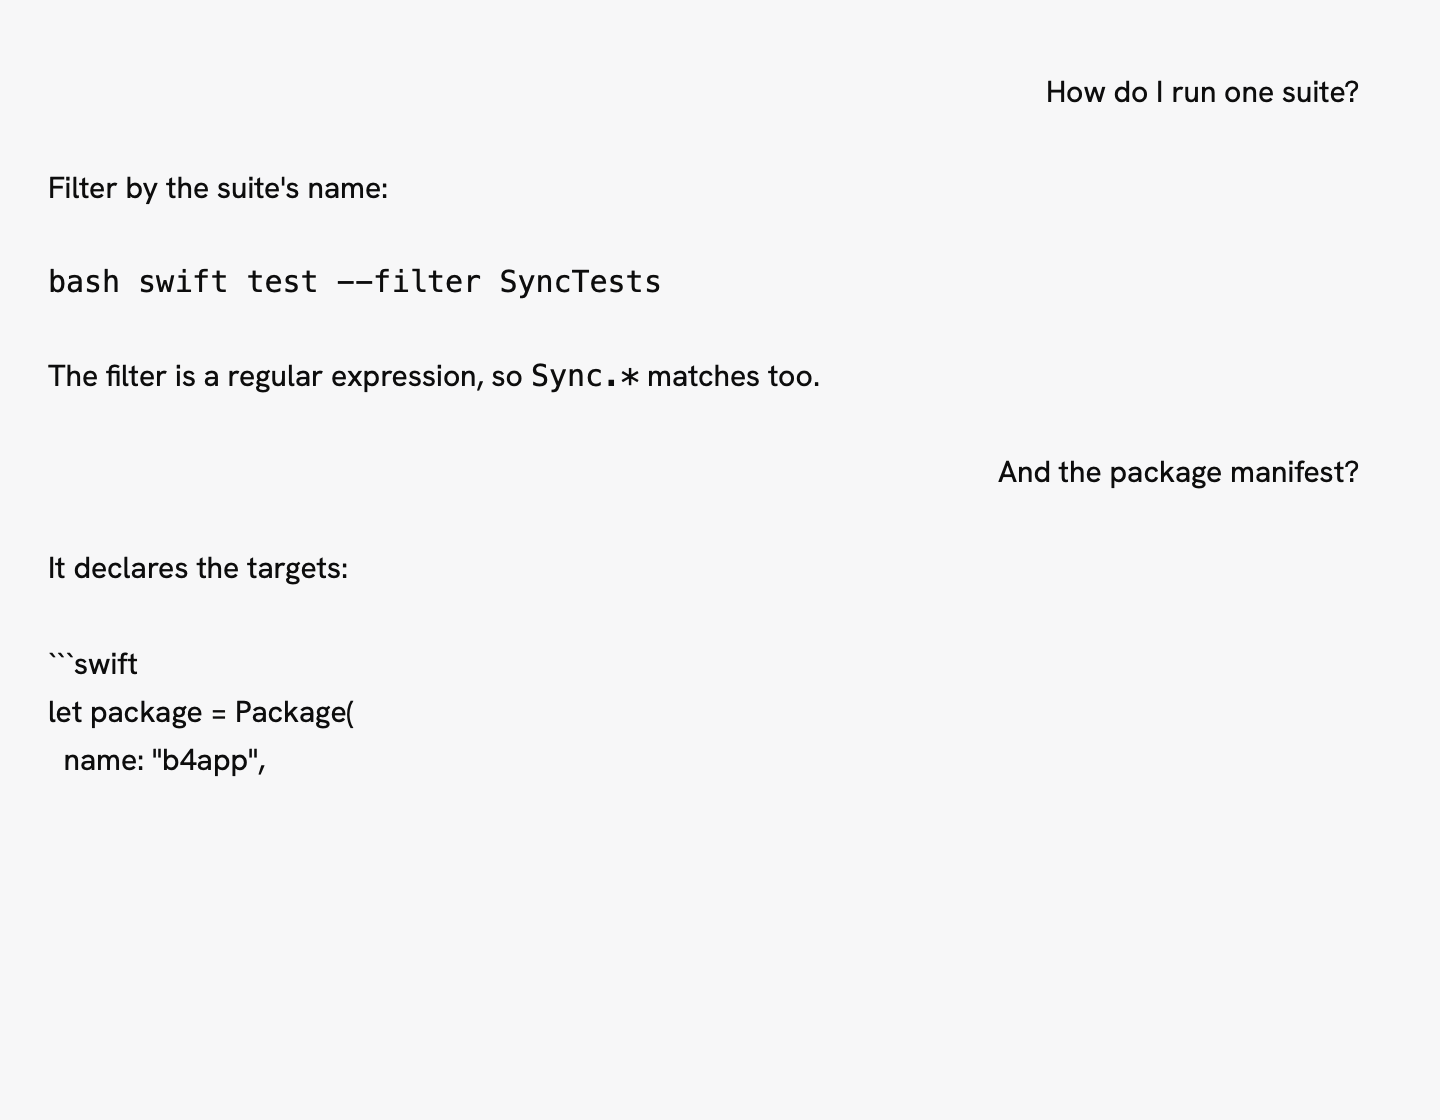 How do I run one suite?
Filter by the suite's name:
bash swift test --filter SyncTests
The filter is a regular expression, so Sync.* matches too.
And the package manifest?
It declares the targets:
```swift
let package = Package(
  name: "b4app",